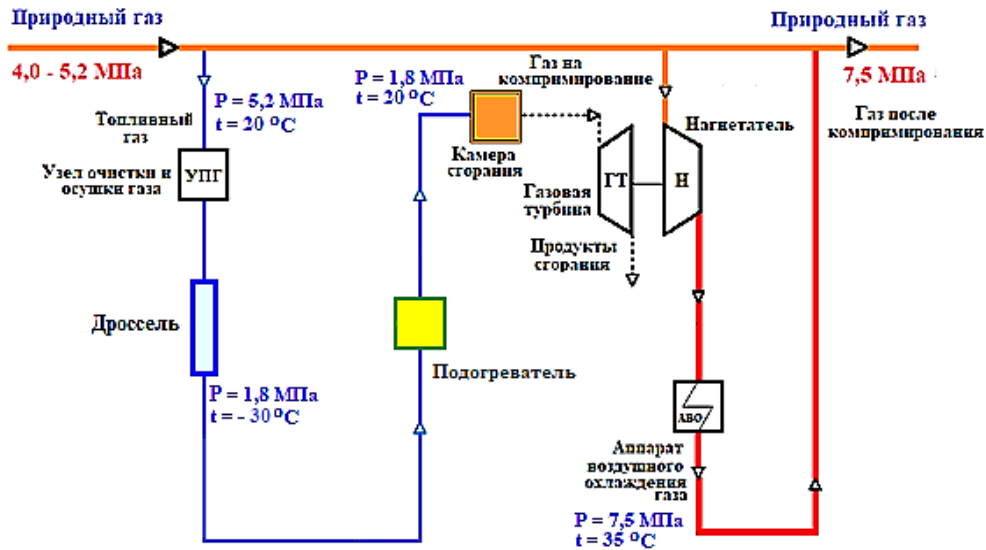 Природный газ
Природный газ
4,0 - 5,2 МПа
7,5 МПа
Газ после
компримирования
Газ на
компримирование
P = 1,8 МПа
t = 20 °C
P = 5,2 МПа
t = 20 °C
Топливный
газ
Узел очистки и
осушки газа
УПГ
Камера
сгорания
Нагнетатель
ГТ
Н
Газовая
турбина
Продукты
сгорания
Дроссель
Подогреватель
P = 1,8 МПа
t = - 30 °C
АВО
Аппарат
воздушного
охлаждения
газа
P = 7,5 МПа
t = 35 °C